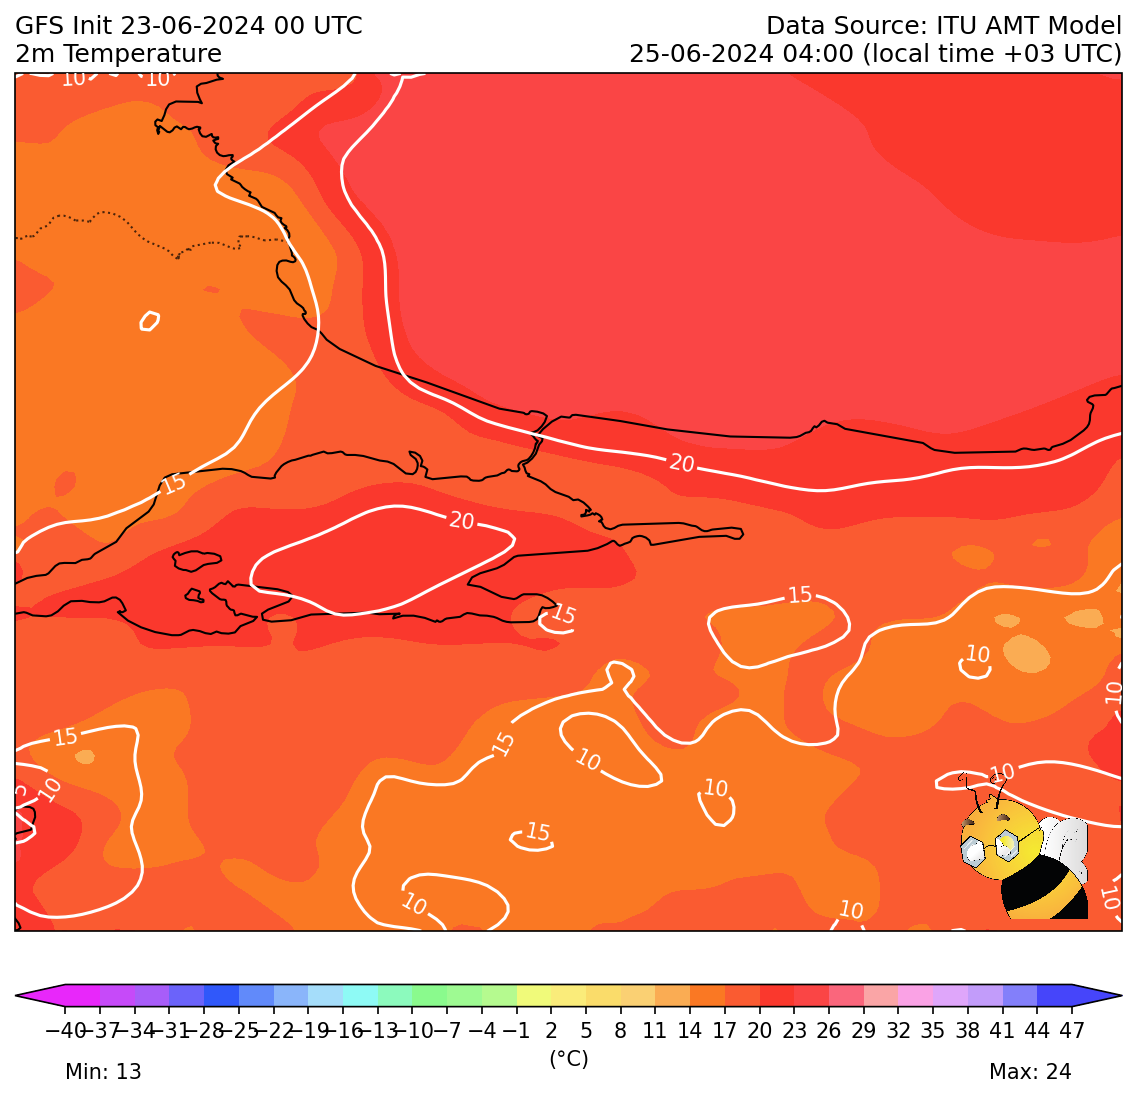 GFS Init 23-06-2024 00 UTC
Data Source: ITU AMT Model
2m Temperature
25-06-2024 04:00 (local time +03 UTC)
10
10
15
20
20
15
15
10
10
15
15
10
10
5
10
10
15
10
10
10
−40 −37 −34 −31 −28 −25 −22 −19 −16 −13 −10 −7 −4 −1 2 5 8 11 14 17 20 23 26 29 32 35 38 41 44 47
(°C)
Min: 13
Max: 24